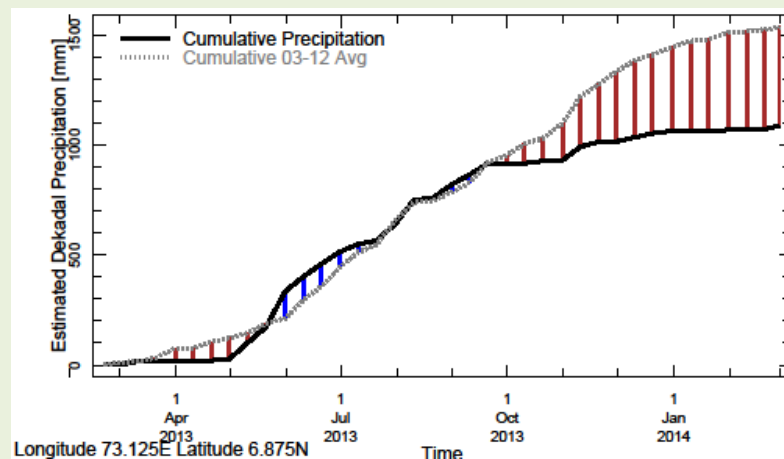 Cumulative Precipitation
Cumulative 03-12 Avg
Estimated Dekadal Precipitation [mm]
1500
1000
500
0
1 1 1 1
Apr Jul Oct Jan
2013 2013 2013 2014
Longitude 73.125E Latitude 6.875N
Time